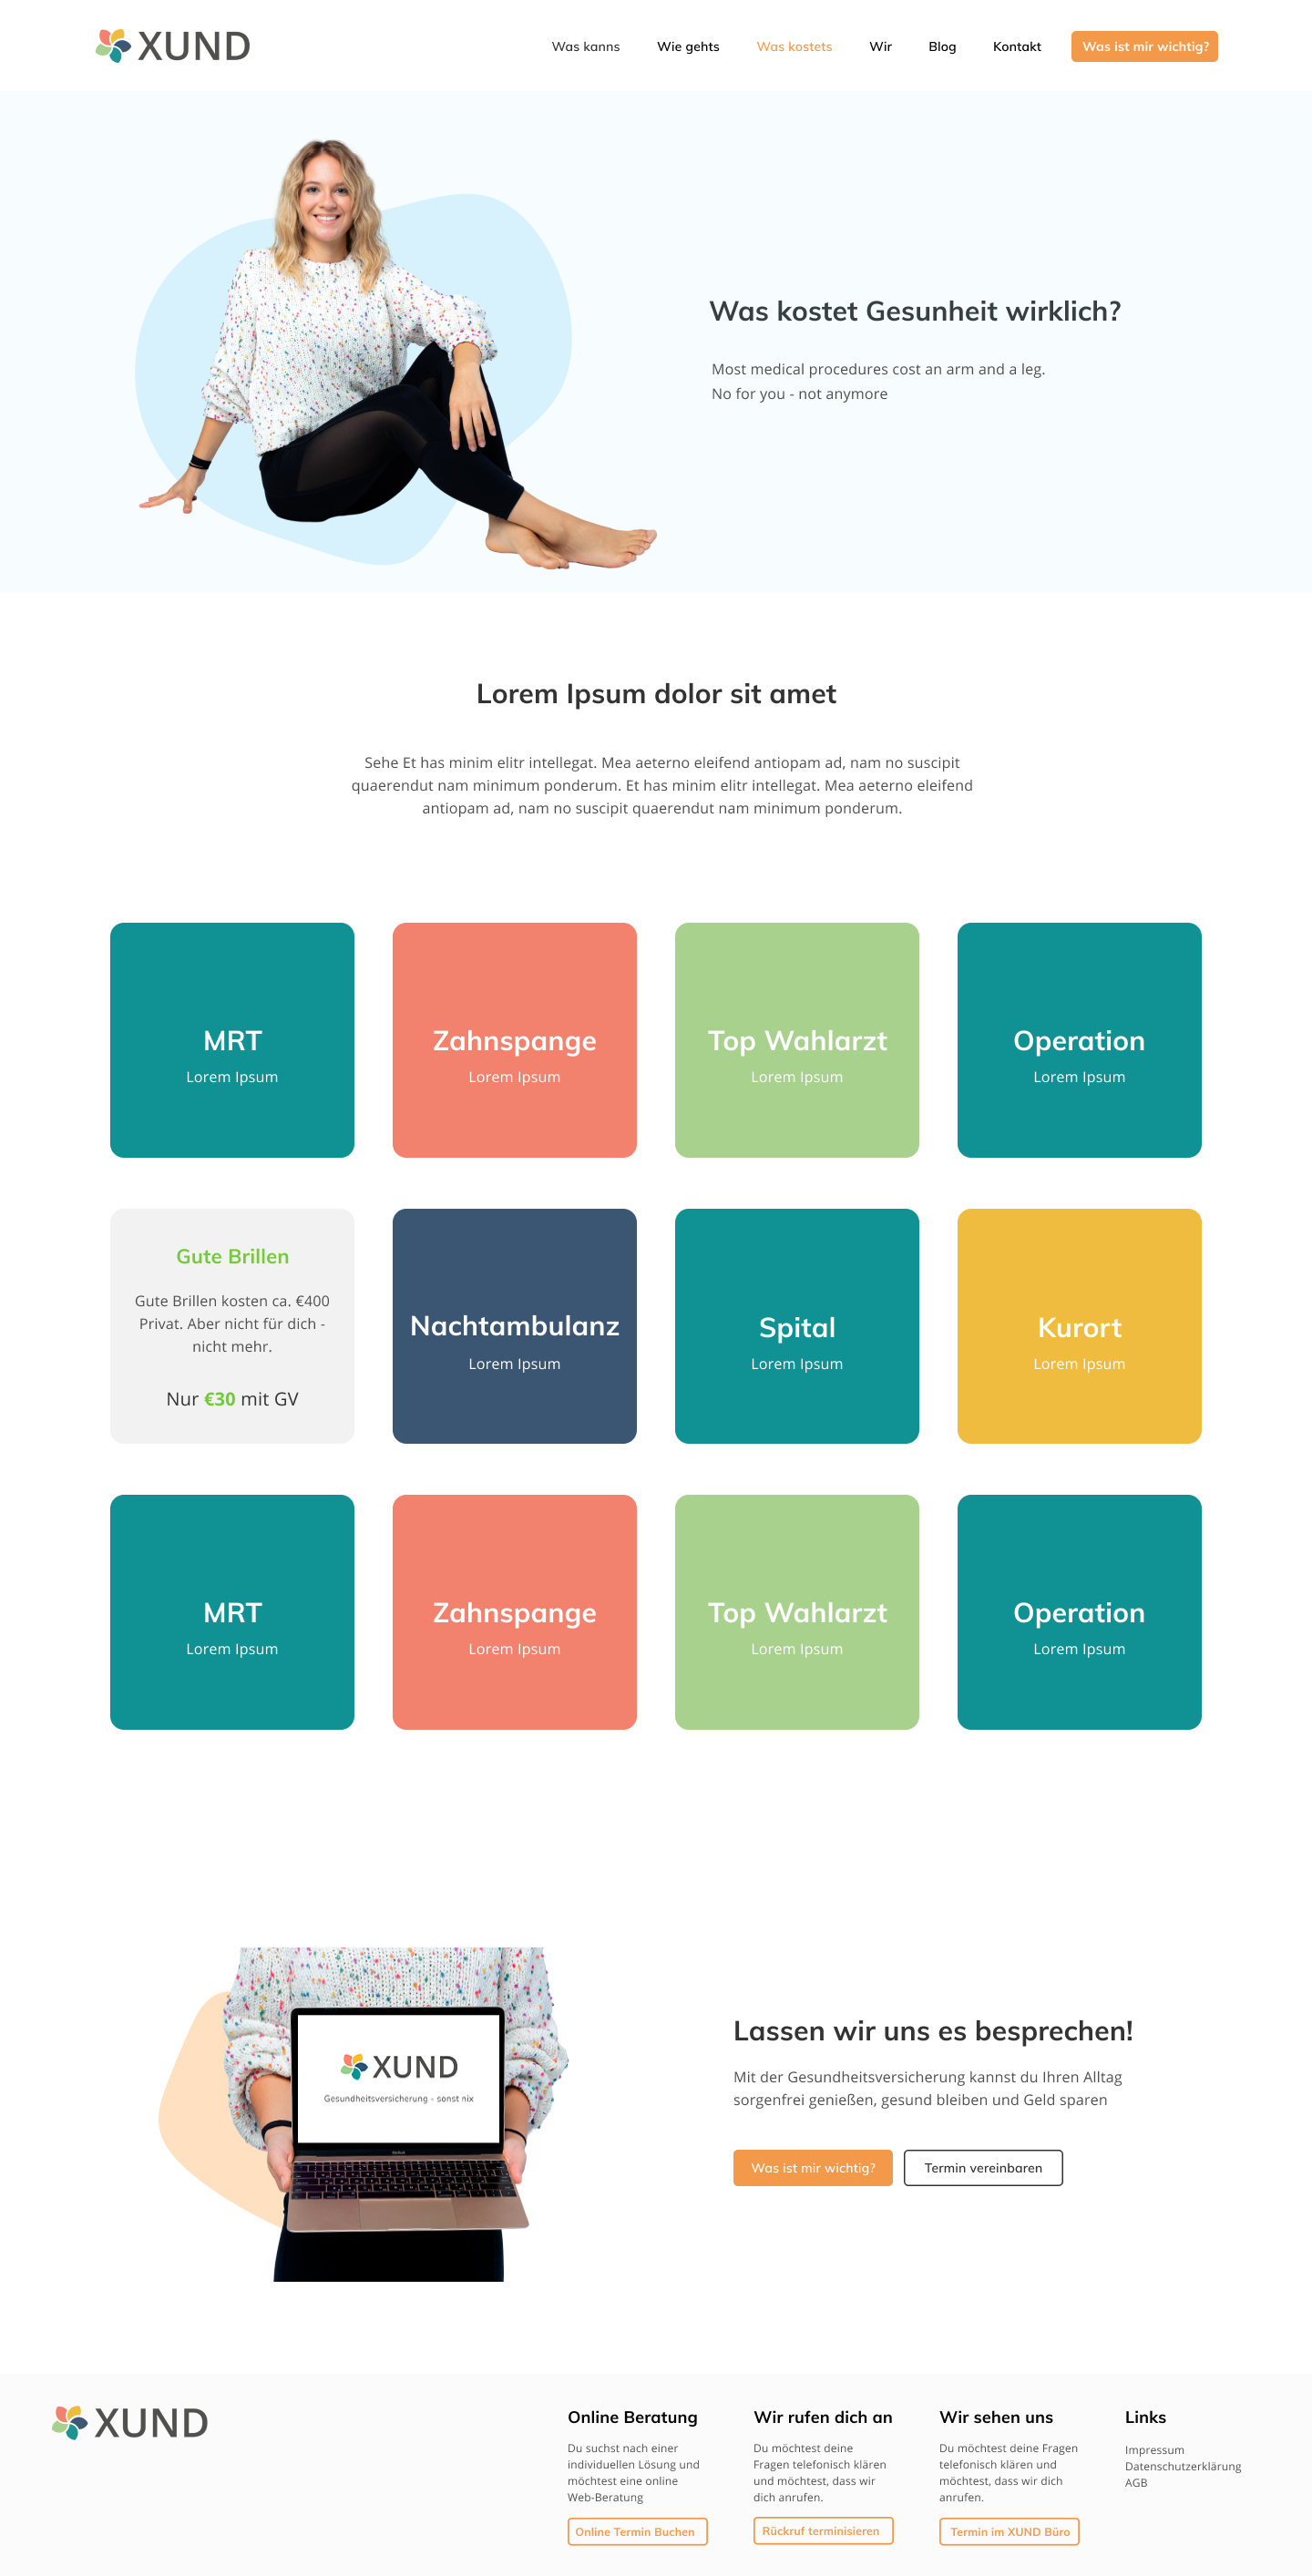 XUND
Was kanns
Wie gehts
Was kostets
Wir
Blog
Kontakt
Was ist mir wichtig?
Was kostet Gesunheit wirklich?
Most medical procedures cost an arm and a leg.
No for you - not anymore
Lorem Ipsum dolor sit amet
Sehe Et has minim elitr intellegat. Mea aeterno eleifend antiopam ad, nam no suscipit
quaerendut nam minimum ponderum. Et has minim elitr intellegat. Mea aeterno eleifend
antiopam ad, nam no suscipit quaerendut nam minimum ponderum.
MRT
Lorem Ipsum
Zahnspange
Lorem Ipsum
Top Wahlarzt
Lorem Ipsum
Operation
Lorem Ipsum
Gute Brillen
Gute Brillen kosten ca. €400
Privat. Aber nicht für dich -
nicht mehr.
Nur €30 mit GV
Nachtambulanz
Lorem Ipsum
Spital
Lorem Ipsum
Kurort
Lorem Ipsum
MRT
Lorem Ipsum
Zahnspange
Lorem Ipsum
Top Wahlarzt
Lorem Ipsum
Operation
Lorem Ipsum
XUND
Gesundheitsversicherung - sonst nix
Lassen wir uns es besprechen!
Mit der Gesundheitsversicherung kannst du Ihren Alltag
sorgenfrei genießen, gesund bleiben und Geld sparen
Was ist mir wichtig?
Termin vereinbaren
XUND
Online Beratung
Du suchst nach einer
individuellen Lösung und
möchtest eine online
Web-Beratung
Online Termin Buchen
Wir rufen dich an
Du möchtest deine
Fragen telefonisch klären
und möchtest, dass wir
dich anrufen.
Rückruf terminisieren
Wir sehen uns
Du möchtest deine Fragen
telefonisch klären und
möchtest, dass wir dich
anrufen.
Termin im XUND Büro
Links
Impressum
Datenschutzerklärung
AGB